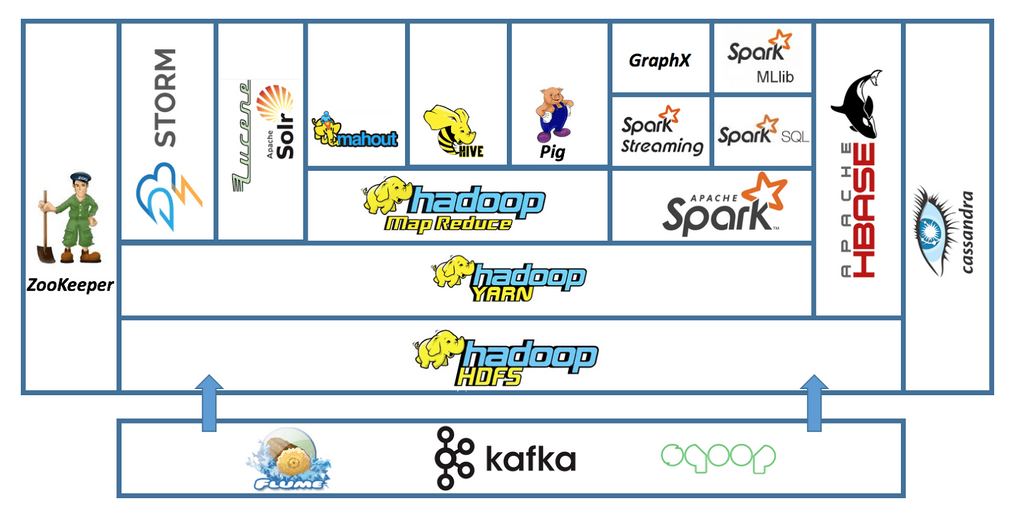 ZooKeeper
STORM
Lucene
Apache
Solr
mahout
HIVE
Pig
GraphX
Spark
MLlib
Spark
Streaming
Spark SQL
hadoop
Map Reduce
APACHE
Spark™
APACHE
HBASE
cassandra
hadoop
YARN
hadoop
HDFS
FLUME
kafka
sqoop